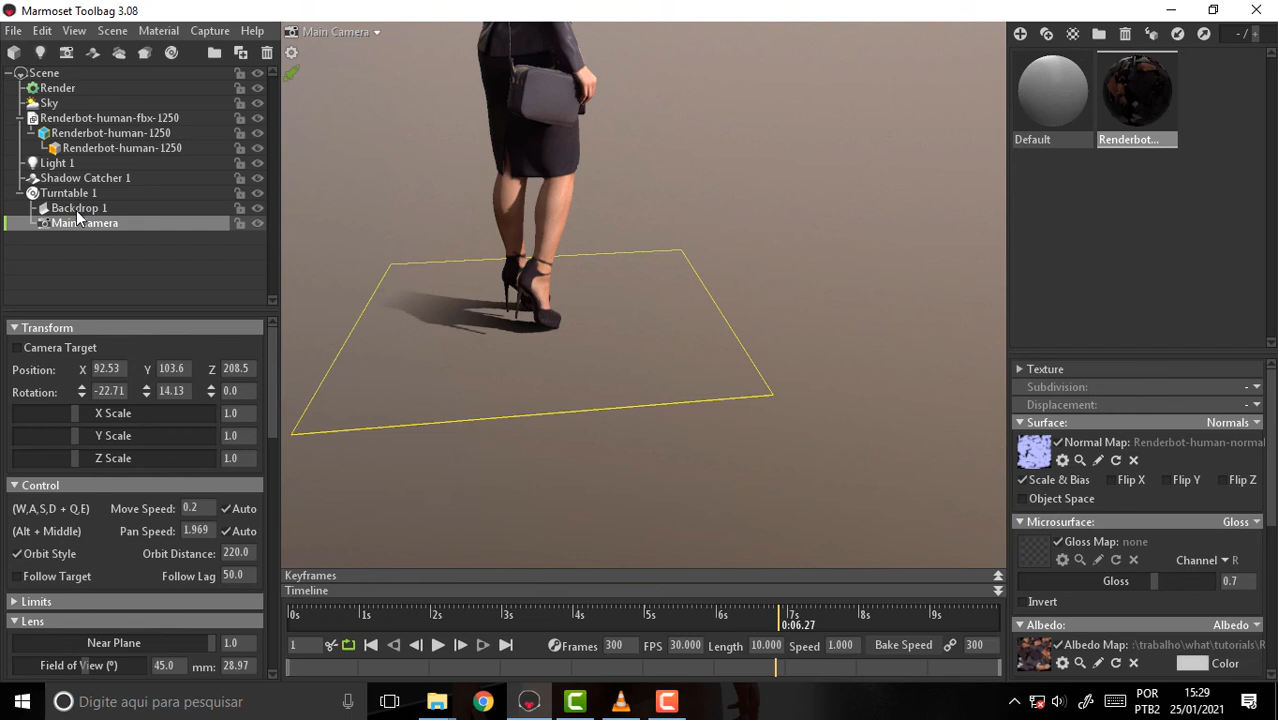 Marmoset Toolbag 3.08
File Edit View Scene Material Capture Help
Main Camera
- / +
Scene
Render
Sky
Renderbot-human-fbx-1250
Renderbot-human-1250
Renderbot-human-1250
Light 1
Shadow Catcher 1
Turntable 1
Backdrop 1
Main Camera
Default Renderbot...
Transform
Camera Target
Position: X 92.53 Y 103.6 Z 208.5
Rotation: -22.71 14.13 0.0
X Scale 1.0
Y Scale 1.0
Z Scale 1.0
Control
(W,A,S,D + Q,E) Move Speed: 0.2 Auto
(Alt + Middle) Pan Speed: 1.969 Auto
Orbit Style Orbit Distance: 220.0
Follow Target Follow Lag 50.0
Limits
Lens
Near Plane 1.0
Field of View (°) 45.0 mm: 28.97
Keyframes
Timeline
0s 1s 2s 3s 4s 5s 6s 7s 8s 9s
0:06.27
1 Frames 300 FPS 30.000 Length 10.000 Speed 1.000 Bake Speed 300
Texture
Subdivision: -
Displacement: -
Surface: Normals
Normal Map: Renderbot-human-normal
Scale & Bias Flip X Flip Y Flip Z
Object Space
Microsurface: Gloss
Gloss Map: none
Channel R
Gloss 0.7
Invert
Albedo: Albedo
Albedo Map: :\trabalho\what\tutorials\R
Color
Digite aqui para pesquisar
POR
PTB2
15:29
25/01/2021